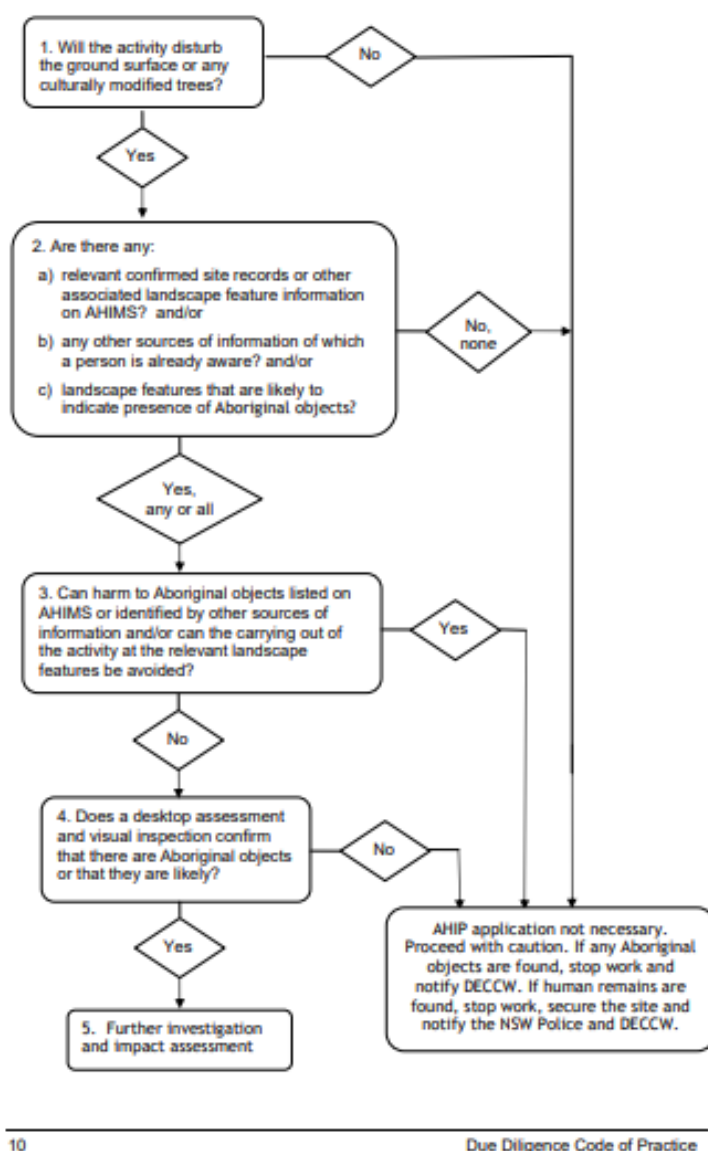 1. Will the activity disturb
the ground surface or any
culturally modified trees?
No
Yes
2. Are there any:
a) relevant confirmed site records or other
associated landscape feature information
on AHIMS? and/or
b) any other sources of information of which
a person is already aware? and/or
c) landscape features that are likely to
indicate presence of Aboriginal objects?
No,
none
Yes,
any or all
3. Can harm to Aboriginal objects listed on
AHIMS or identified by other sources of
information and/or can the carrying out of
the activity at the relevant landscape
features be avoided?
Yes
No
4. Does a desktop assessment
and visual inspection confirm
that there are Aboriginal objects
or that they are likely?
No
Yes
AHIP application not necessary.
Proceed with caution. If any Aboriginal
objects are found, stop work and
notify DECCW. If human remains are
found, stop work, secure the site and
notify the NSW Police and DECCW.
5. Further investigation
and impact assessment
10
Due Diligence Code of Practice